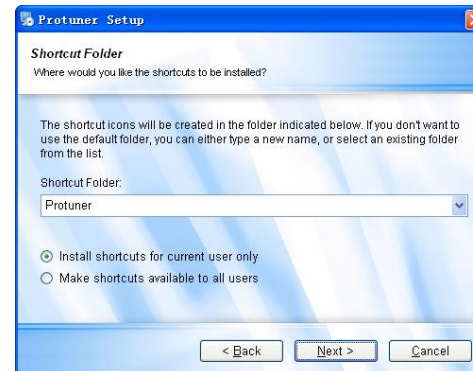 Protuner Setup
Shortcut Folder
Where would you like the shortcuts to be installed?
The shortcut icons will be created in the folder indicated below. If you don't want to
use the default folder, you can either type a new name, or select an existing folder
from the list.
Shortcut Folder:
Protuner
Install shortcuts for current user only
Make shortcuts available to all users
< Back
Next >
Cancel